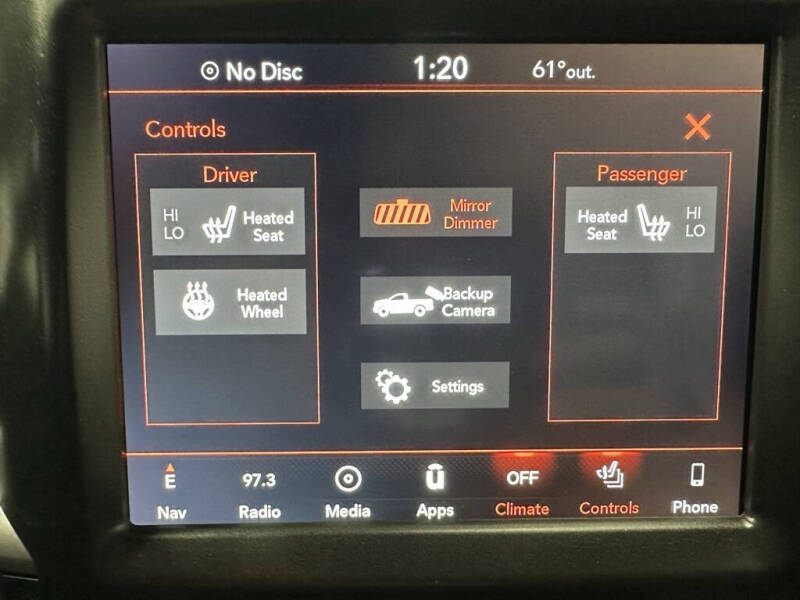 No Disc 1:20 61°out.
Controls X
Driver
Passenger
HI
LO
Heated
Seat
Mirror
Dimmer
Heated
Seat
HI
LO
Heated
Wheel
Backup
Camera
Settings
E 97.3 u OFF
Nav Radio Media Apps Climate Controls Phone